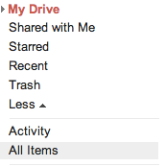 My Drive
Shared with Me
Starred
Recent
Trash
Less
Activity
All Items